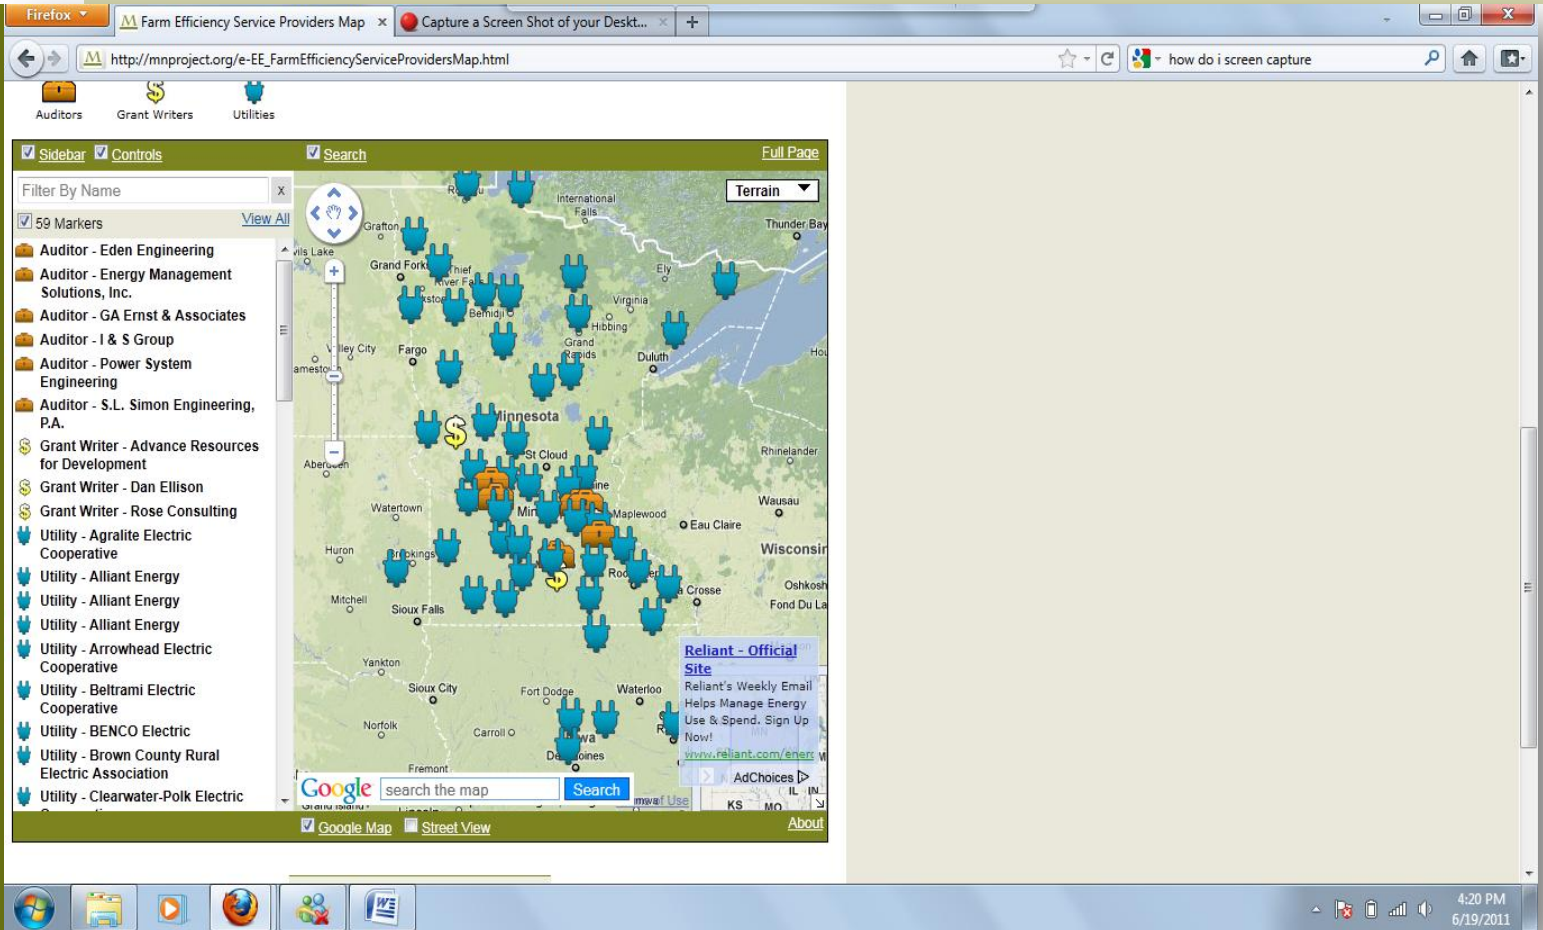 Firefox
Farm Efficiency Service Providers Map
Capture a Screen Shot of your Deskt...
http://mnproject.org/e-EE_FarmEfficiencyServiceProvidersMap.html
how do i screen capture
Auditors
Grant Writers
Utilities
Sidebar
Controls
Search
Full Page
Filter By Name
X
59 Markers
View All
Auditor - Eden Engineering
Auditor - Energy Management
Solutions, Inc.
Auditor - GA Ernst & Associates
Auditor - I & S Group
Auditor - Power System
Engineering
Auditor - S.L. Simon Engineering,
P.A.
Grant Writer - Advance Resources
for Development
Grant Writer - Dan Ellison
Grant Writer - Rose Consulting
Utility - Agralite Electric
Cooperative
Utility - Alliant Energy
Utility - Alliant Energy
Utility - Alliant Energy
Utility - Arrowhead Electric
Cooperative
Utility - Beltrami Electric
Cooperative
Utility - BENCO Electric
Utility - Brown County Rural
Electric Association
Utility - Clearwater-Polk Electric
Terrain
International
Falls
Thunder Bay
Grafton
Grand Forks
Thief
Ely
Virginia
Bemidji
Hibbing
Grand
Rapids
Duluth
Fargo
Minnesota
St Cloud
Rhinelander
Wausau
Watertown
Maplewood
Eau Claire
Huron
Wisconsin
Oshkosh
Mitchell
Sioux Falls
Fond Du La
Yankton
Sioux City
Fort Dodge
Waterloo
Norfolk
Carroll
Fremont
Reliant - Official
Site
Reliant's Weekly Email
Helps Manage Energy
Use & Spend. Sign Up
Now!
www.reliant.com/energ
AdChoices
IL IN
KS MO
Google
search the map
Search
Google Map
Street View
About
4:20 PM
6/19/2011